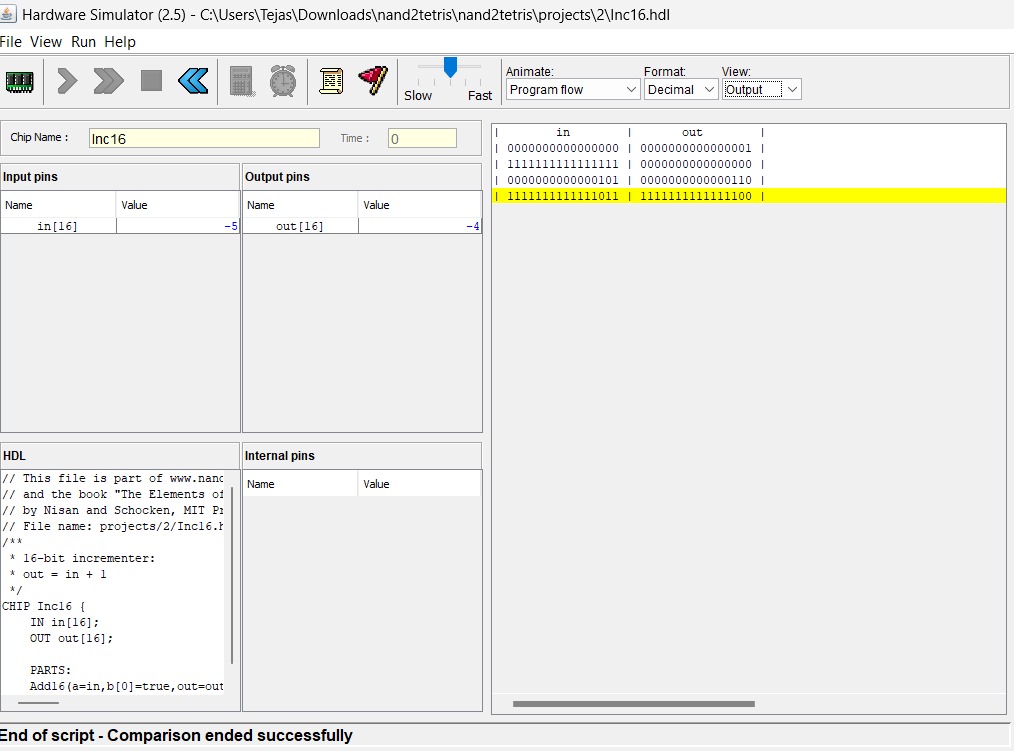 Hardware Simulator (2.5) - C:\Users\Tejas\Downloads\nand2tetris\nand2tetris\projects\2\Inc16.hdl
File View Run Help
Slow Fast
Animate: Format: View:
Program flow Decimal Output
Chip Name : Inc16 Time : 0
Input pins
Name Value
in[16] -5
Output pins
Name Value
out[16] -4
HDL
// This file is part of www.nand
// and the book "The Elements of
// by Nisan and Schocken, MIT Pr
// File name: projects/2/Inc16.h
/**
* 16-bit incrementer:
* out = in + 1
*/
CHIP Inc16 {
IN in[16];
OUT out[16];
PARTS:
Add16(a=in,b[0]=true,out=out
Internal pins
Name Value
| in | out |
| 0000000000000000 | 0000000000000001 |
| 1111111111111111 | 0000000000000000 |
| 0000000000000101 | 0000000000000110 |
| 1111111111111011 | 1111111111111100 |
End of script - Comparison ended successfully